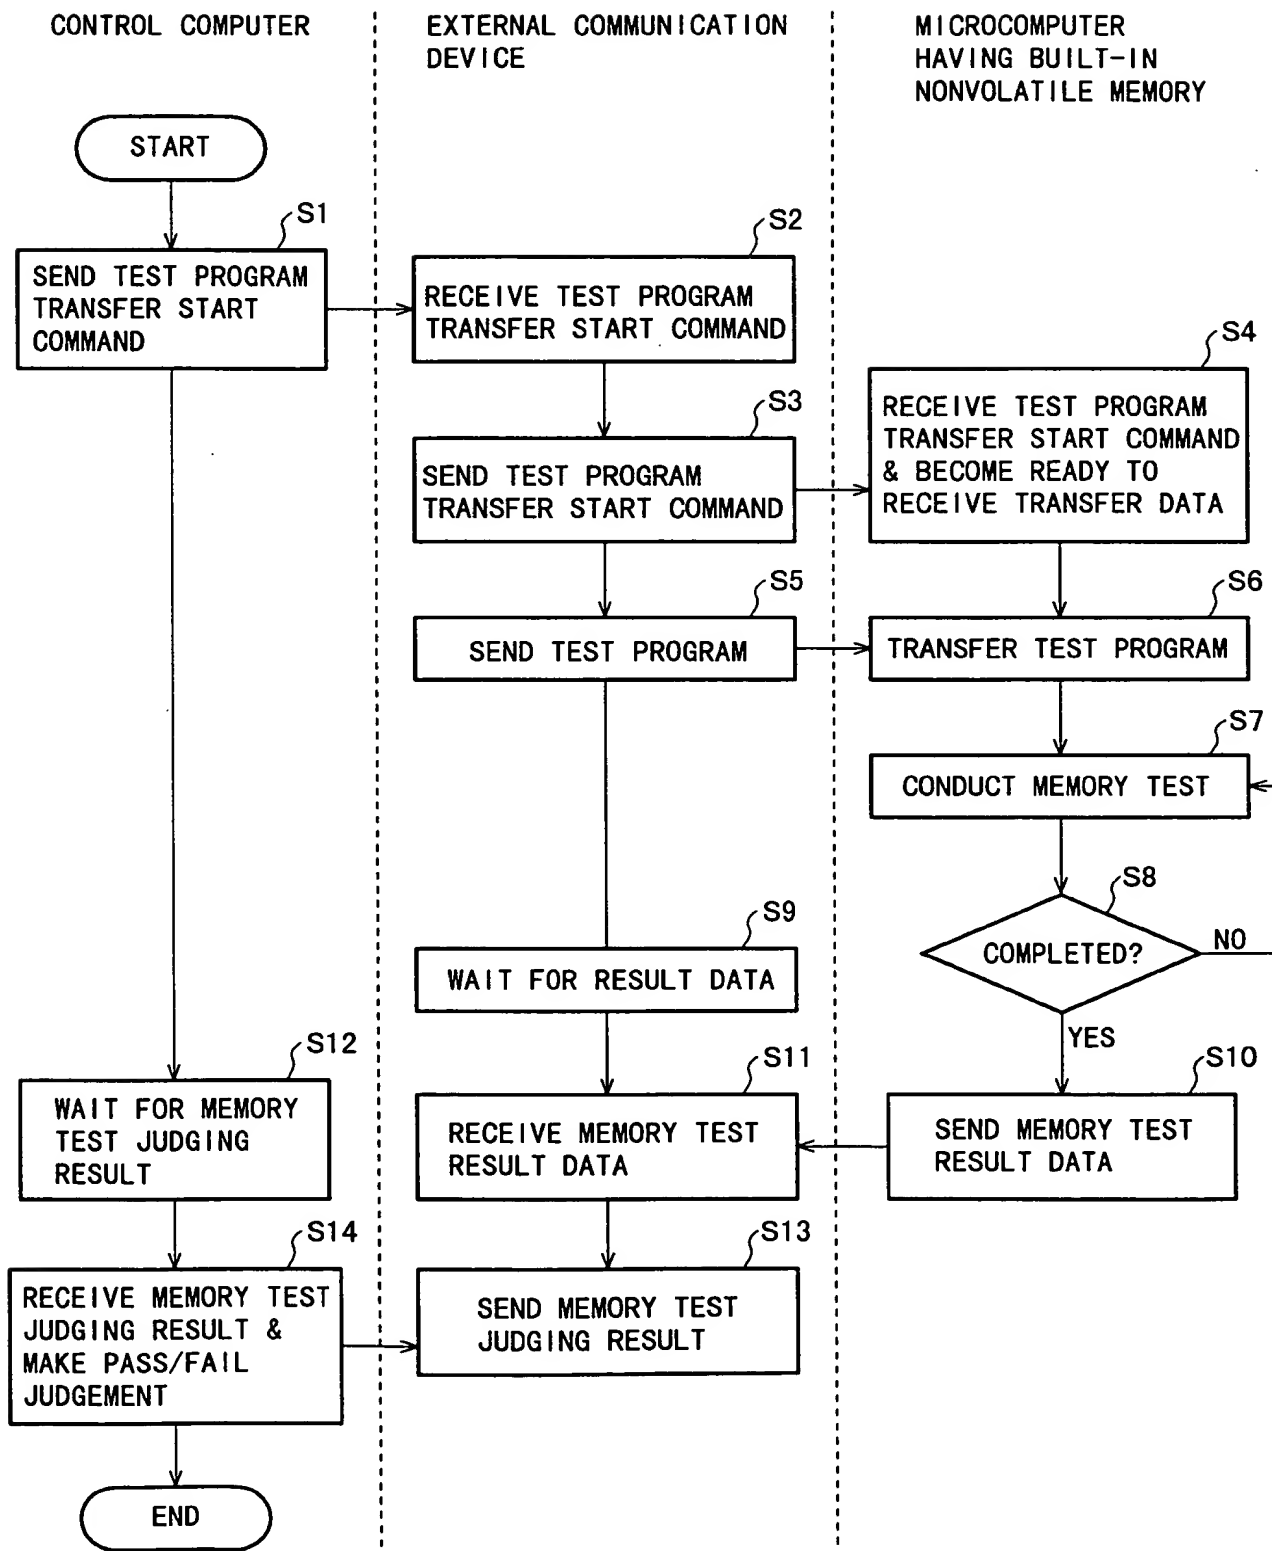 CONTROL COMPUTER
EXTERNAL COMMUNICATION
DEVICE
MICROCOMPUTER
HAVING BUILT-IN
NONVOLATILE MEMORY
START
S1
SEND TEST PROGRAM
TRANSFER START
COMMAND
S2
RECEIVE TEST PROGRAM
TRANSFER START COMMAND
S3
SEND TEST PROGRAM
TRANSFER START COMMAND
S4
RECEIVE TEST PROGRAM
TRANSFER START COMMAND
& BECOME READY TO
RECEIVE TRANSFER DATA
S5
SEND TEST PROGRAM
S6
TRANSFER TEST PROGRAM
S7
CONDUCT MEMORY TEST
S8
COMPLETED?
NO
YES
S9
WAIT FOR RESULT DATA
S10
SEND MEMORY TEST
RESULT DATA
S11
RECEIVE MEMORY TEST
RESULT DATA
S12
WAIT FOR MEMORY
TEST JUDGING
RESULT
S13
SEND MEMORY TEST
JUDGING RESULT
S14
RECEIVE MEMORY TEST
JUDGING RESULT &
MAKE PASS/FAIL
JUDGEMENT
END